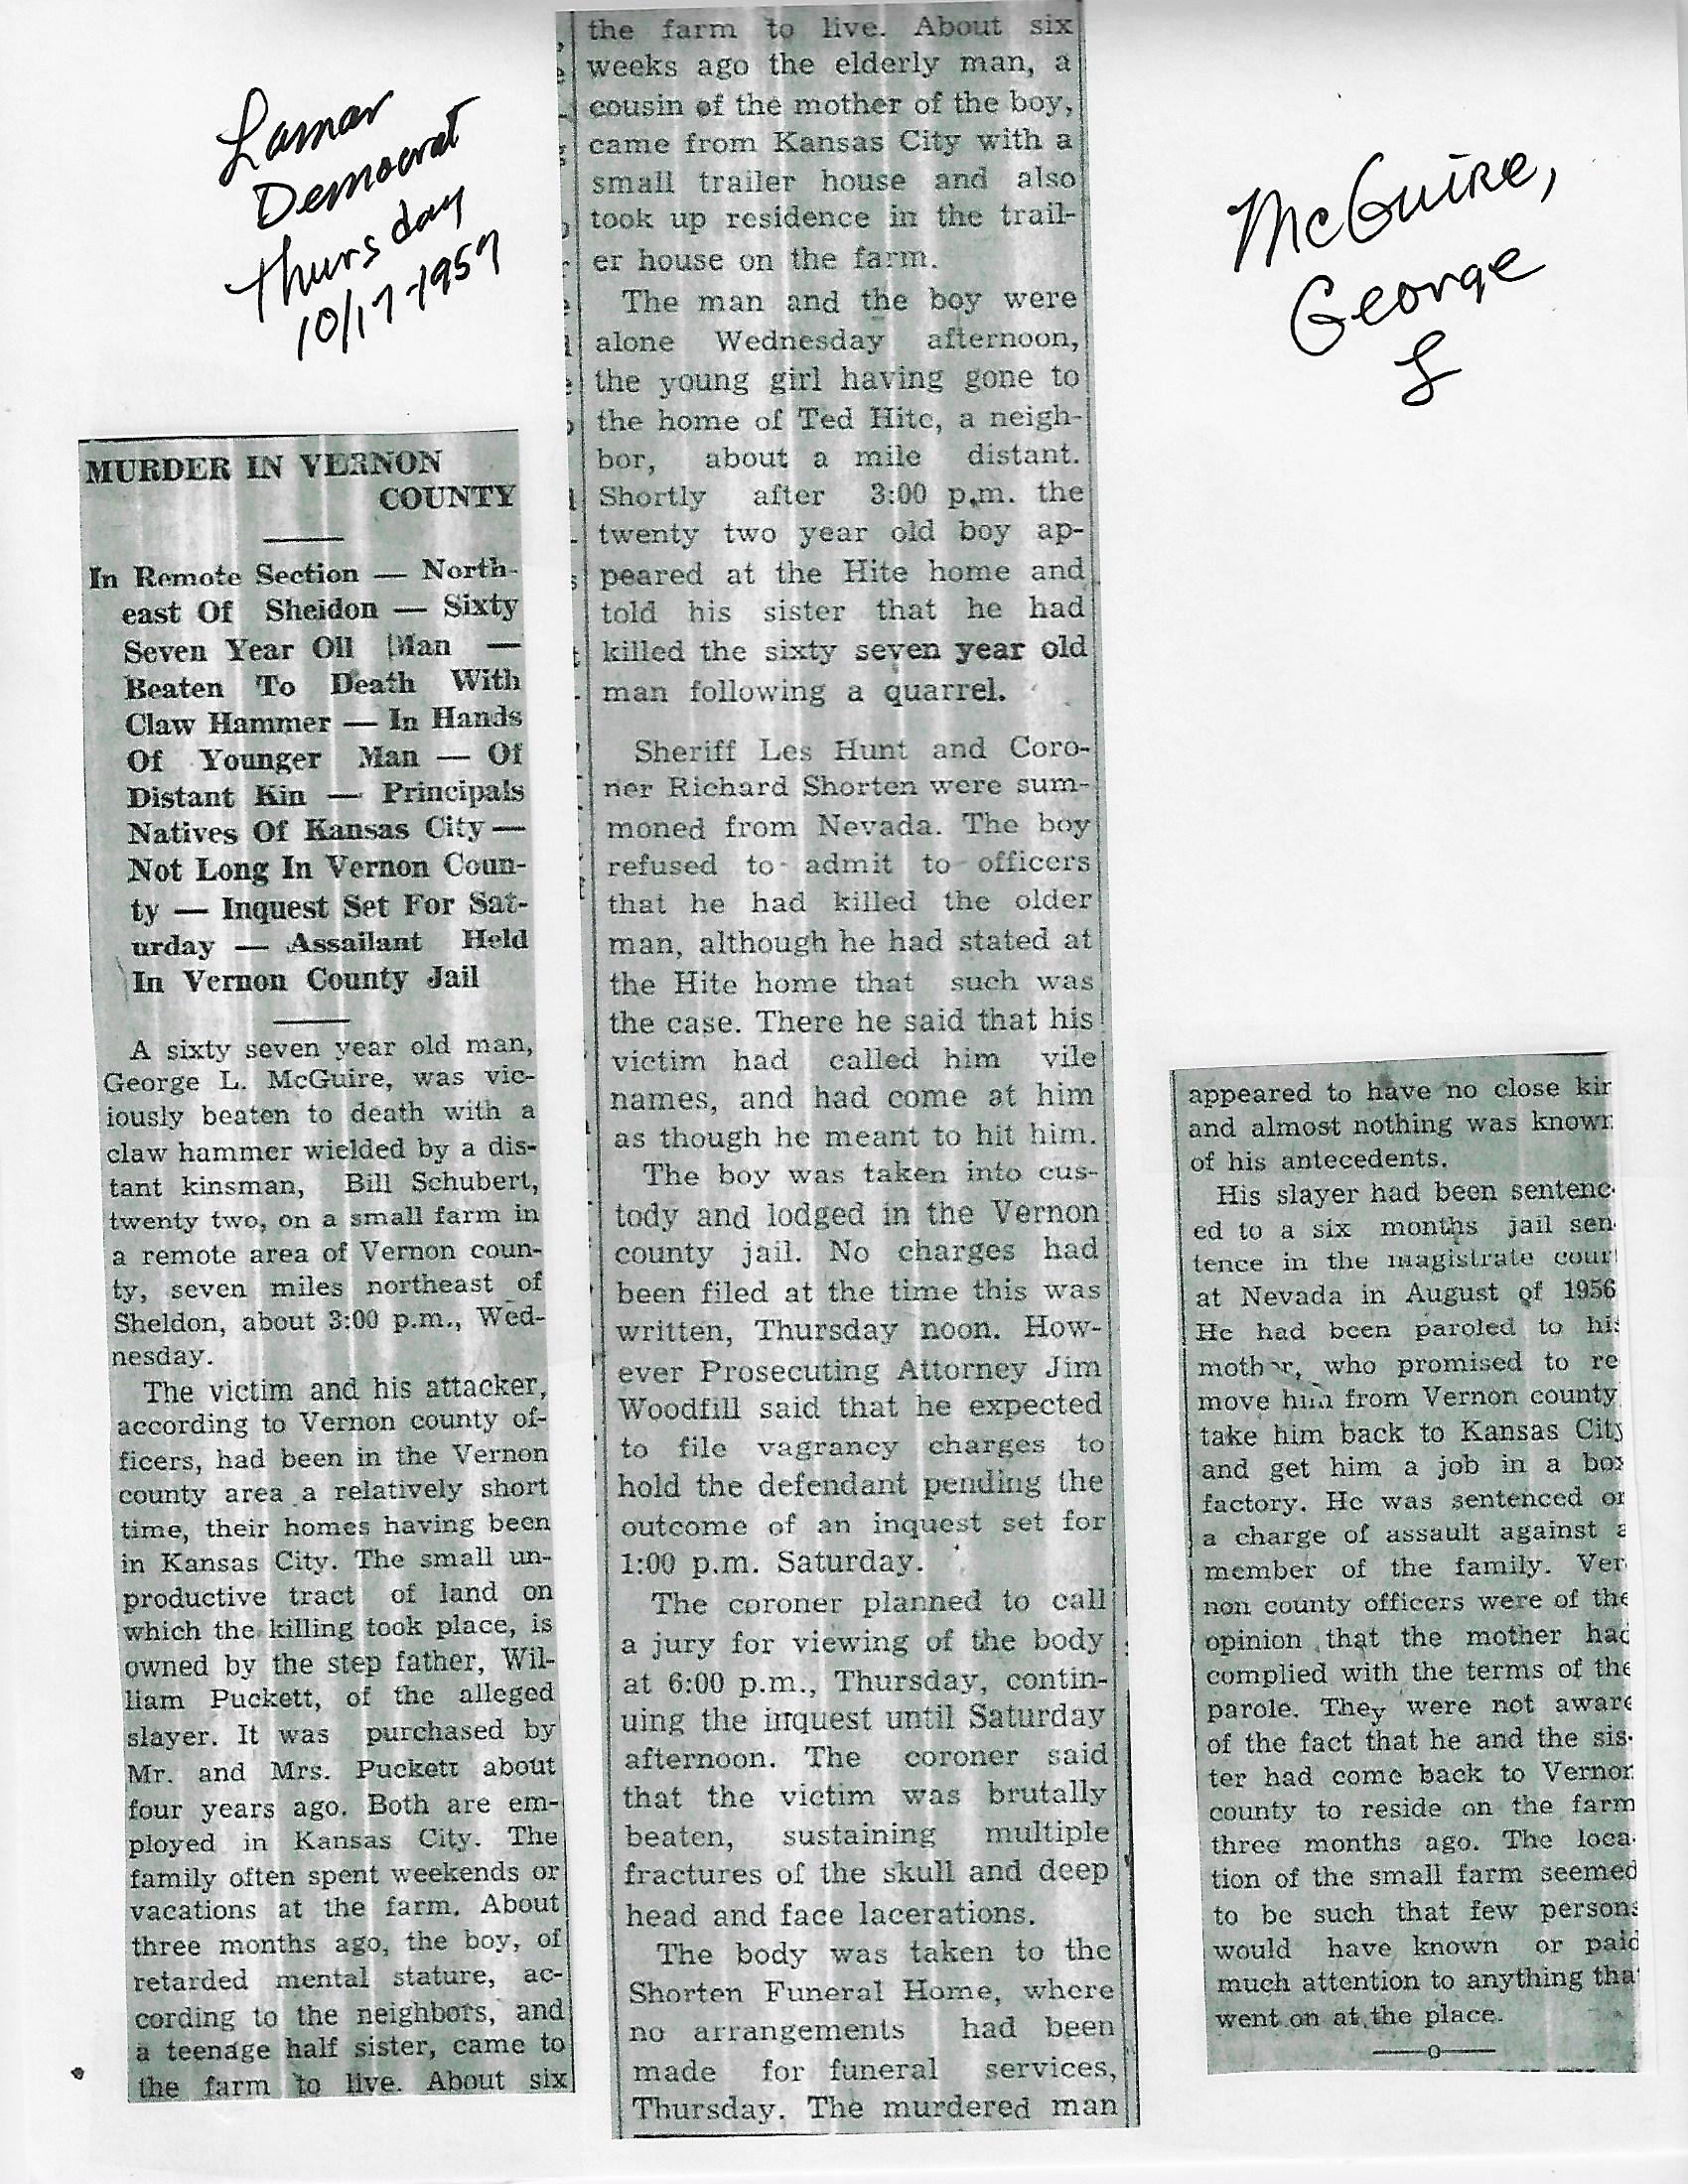 Lamar
Democrat
Thursday
10/17-1957
McGuire,
George
L
MURDER IN VERNON
COUNTY
In Remote Section — North-
east Of Sheidon — Sixty
Seven Year Oll Man —
Beaten To Death With
Claw Hammer — In Hands
Of Younger Man — Of
Distant Kin — Principals
Natives Of Kansas City —
Not Long In Vernon Coun-
ty — Inquest Set For Sat-
urday — Assailant Held
In Vernon County Jail
A sixty seven year old man,
George L. McGuire, was vic-
iously beaten to death with a
claw hammer wielded by a dis-
tant kinsman, Bill Schubert,
twenty two, on a small farm in
a remote area of Vernon coun-
ty, seven miles northeast of
Sheldon, about 3:00 p.m., Wed-
nesday.
The victim and his attacker,
according to Vernon county of-
ficers, had been in the Vernon
county area a relatively short
time, their homes having been
in Kansas City. The small un-
productive tract of land on
which the killing took place, is
owned by the step father, Wil-
liam Puckett, of the alleged
slayer. It was purchased by
Mr. and Mrs. Puckett about
four years ago. Both are em-
ployed in Kansas City. The
family often spent weekends or
vacations at the farm. About
three months ago, the boy, of
retarded mental stature, ac-
cording to the neighbors, and
a teenage half sister, came to
the farm to live. About six
the farm to live. About six
weeks ago the elderly man, a
cousin of the mother of the boy,
came from Kansas City with a
small trailer house and also
took up residence in the trail-
er house on the farm.
The man and the boy were
alone Wednesday afternoon,
the young girl having gone to
the home of Ted Hite, a neigh-
bor, about a mile distant.
Shortly after 3:00 p.m. the
twenty two year old boy ap-
peared at the Hite home and
told his sister that he had
killed the sixty seven year old
man following a quarrel.
Sheriff Les Hunt and Coro-
ner Richard Shorten were sum-
moned from Nevada. The boy
refused to admit to officers
that he had killed the older
man, although he had stated at
the Hite home that such was
the case. There he said that his
victim had called him vile
names, and had come at him
as though he meant to hit him.
The boy was taken into cus-
tody and lodged in the Vernon
county jail. No charges had
been filed at the time this was
written, Thursday noon. How-
ever Prosecuting Attorney Jim
Woodfill said that he expected
to file vagrancy charges to
hold the defendant pending the
outcome of an inquest set for
1:00 p.m. Saturday.
The coroner planned to call
a jury for viewing of the body
at 6:00 p.m., Thursday, contin-
uing the inquest until Saturday
afternoon. The coroner said
that the victim was brutally
beaten, sustaining multiple
fractures of the skull and deep
head and face lacerations.
The body was taken to the
Shorten Funeral Home, where
no arrangements had been
made for funeral services,
Thursday. The murdered man
appeared to have no close kin
and almost nothing was known
of his antecedents.
His slayer had been sentenc-
ed to a six months jail sen
tence in the magistrate court
at Nevada in August of 1956
He had been paroled to his
mother, who promised to re
move him from Vernon county
take him back to Kansas City
and get him a job in a box
factory. He was sentenced on
a charge of assault against a
member of the family. Ver
non county officers were of the
opinion that the mother had
complied with the terms of the
parole. They were not aware
of the fact that he and the sis-
ter had come back to Vernon
county to reside on the farm
three months ago. The loca-
tion of the small farm seemed
to be such that few persons
would have known or paid
much attention to anything that
went on at the place.
—o—